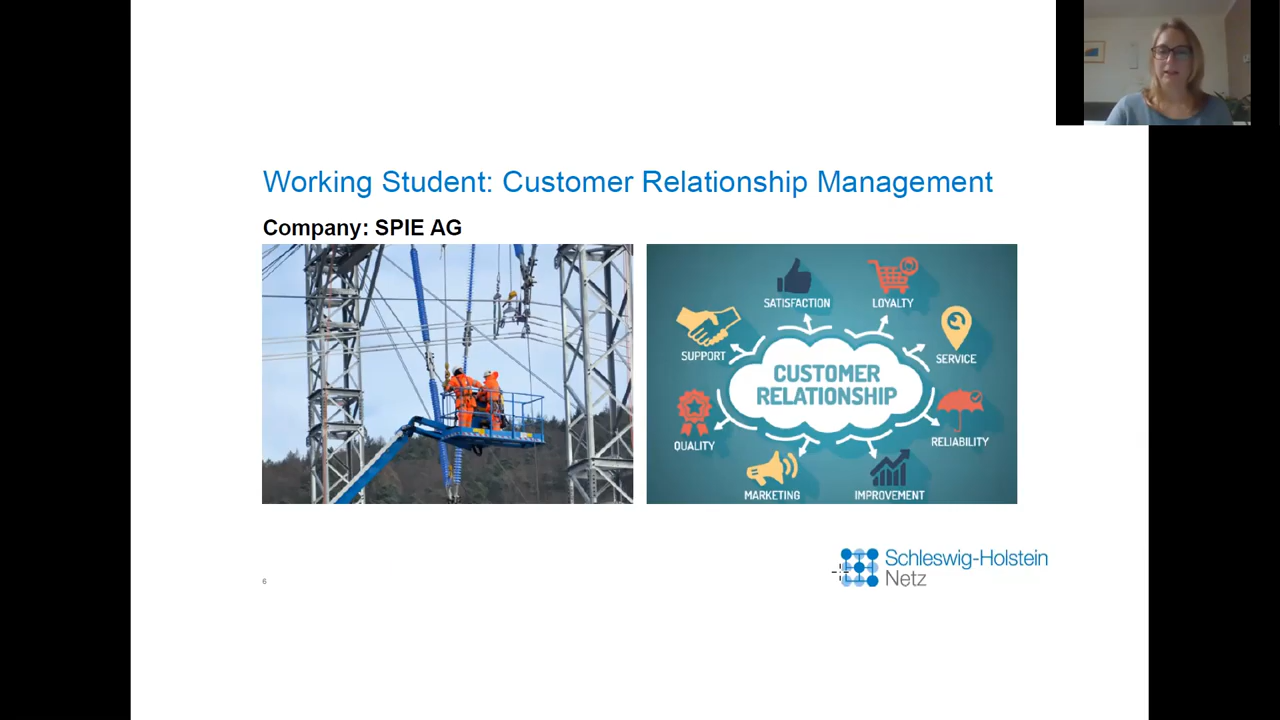 Working Student: Customer Relationship Management
Company: SPIE AG
SATISFACTION
LOYALTY
SUPPORT
SERVICE
CUSTOMER
RELATIONSHIP
QUALITY
RELIABILITY
MARKETING
IMPROVEMENT
Schleswig-Holstein
Netz
6